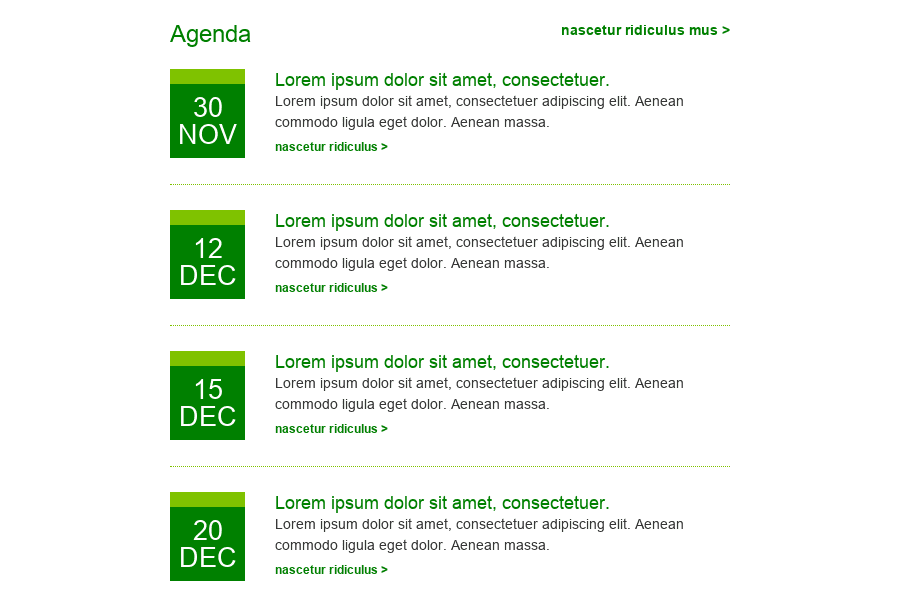 Agenda
nascetur ridiculus mus >
30
NOV
Lorem ipsum dolor sit amet, consectetuer.
Lorem ipsum dolor sit amet, consectetuer adipiscing elit. Aenean
commodo ligula eget dolor. Aenean massa.
nascetur ridiculus >
12
DEC
Lorem ipsum dolor sit amet, consectetuer.
Lorem ipsum dolor sit amet, consectetuer adipiscing elit. Aenean
commodo ligula eget dolor. Aenean massa.
nascetur ridiculus >
15
DEC
Lorem ipsum dolor sit amet, consectetuer.
Lorem ipsum dolor sit amet, consectetuer adipiscing elit. Aenean
commodo ligula eget dolor. Aenean massa.
nascetur ridiculus >
20
DEC
Lorem ipsum dolor sit amet, consectetuer.
Lorem ipsum dolor sit amet, consectetuer adipiscing elit. Aenean
commodo ligula eget dolor. Aenean massa.
nascetur ridiculus >